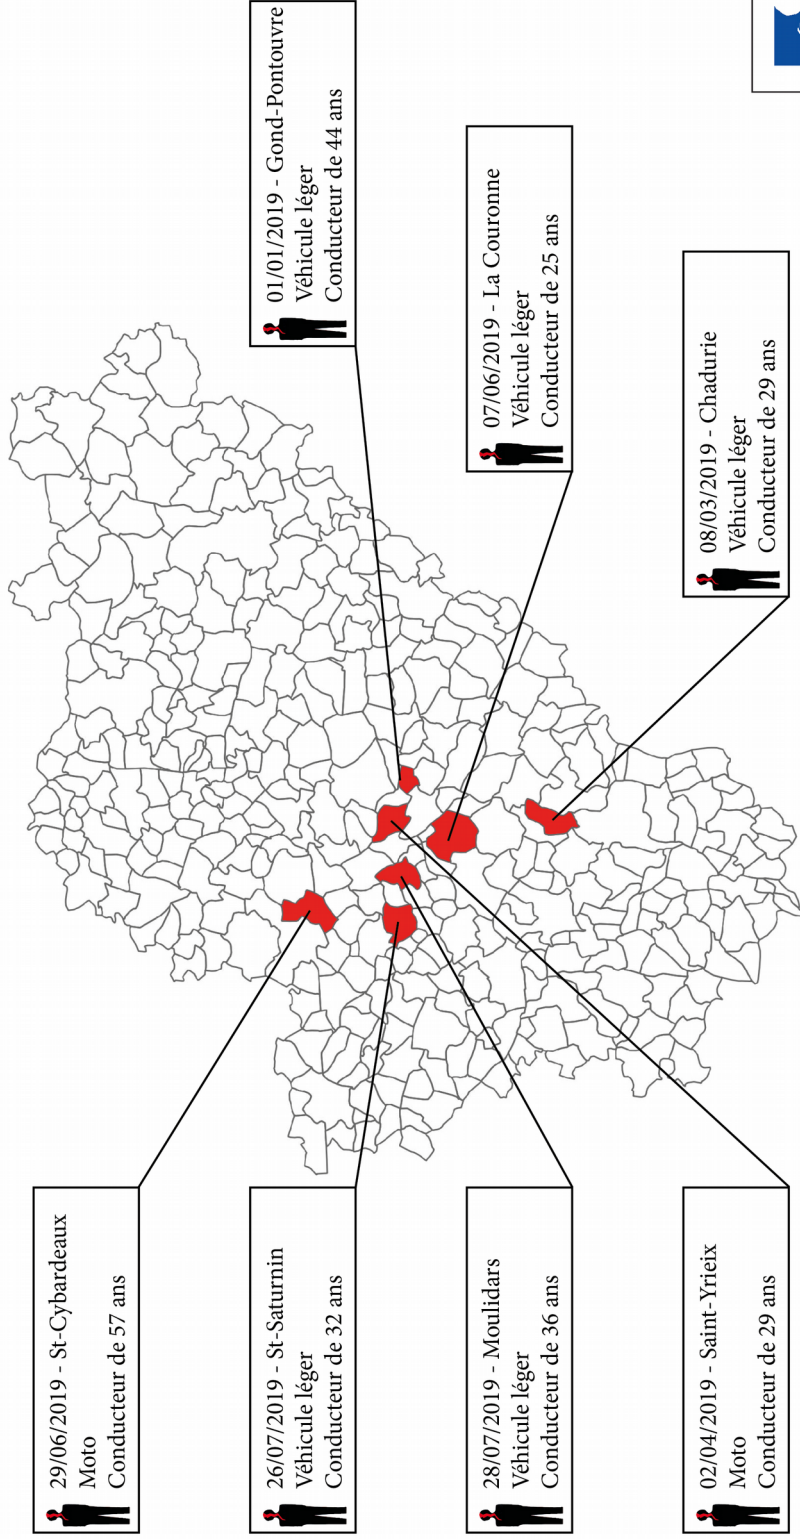 29/06/2019 - St-Cybardeaux
Moto
Conducteur de 57 ans
26/07/2019 - St-Saturnin
Véhicule léger
Conducteur de 32 ans
28/07/2019 - Moulidars
Véhicule léger
Conducteur de 36 ans
02/04/2019 - Saint-Yrieix
Moto
Conducteur de 29 ans
01/01/2019 - Gond-Pontouvre
Véhicule léger
Conducteur de 44 ans
07/06/2019 - La Couronne
Véhicule léger
Conducteur de 25 ans
08/03/2019 - Chadurie
Véhicule léger
Conducteur de 29 ans